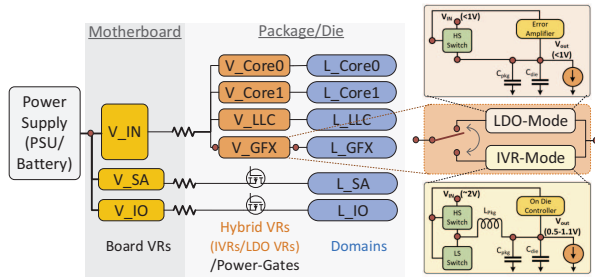 Motherboard
Package/Die
Power
Supply
(PSU/
Battery)
V_IN
V_SA
V_IO
V_Core0
V_Core1
V_LLC
V_GFX
L_Core0
L_Core1
L_LLC
L_GFX
L_SA
L_IO
Board VRs
Hybrid VRs
(IVRs/LDO VRs)
/Power-Gates
Domains
V_IN (<1V)
HS
Switch
Error
Amplifier
V_out
(<1V)
C_pkg
C_die
LDO-Mode
IVR-Mode
V_IN (~2V)
HS
Switch
LS
Switch
L_Pkg
On Die
Controller
V_out
(0.5-1.1V)
C_pkg
C_die